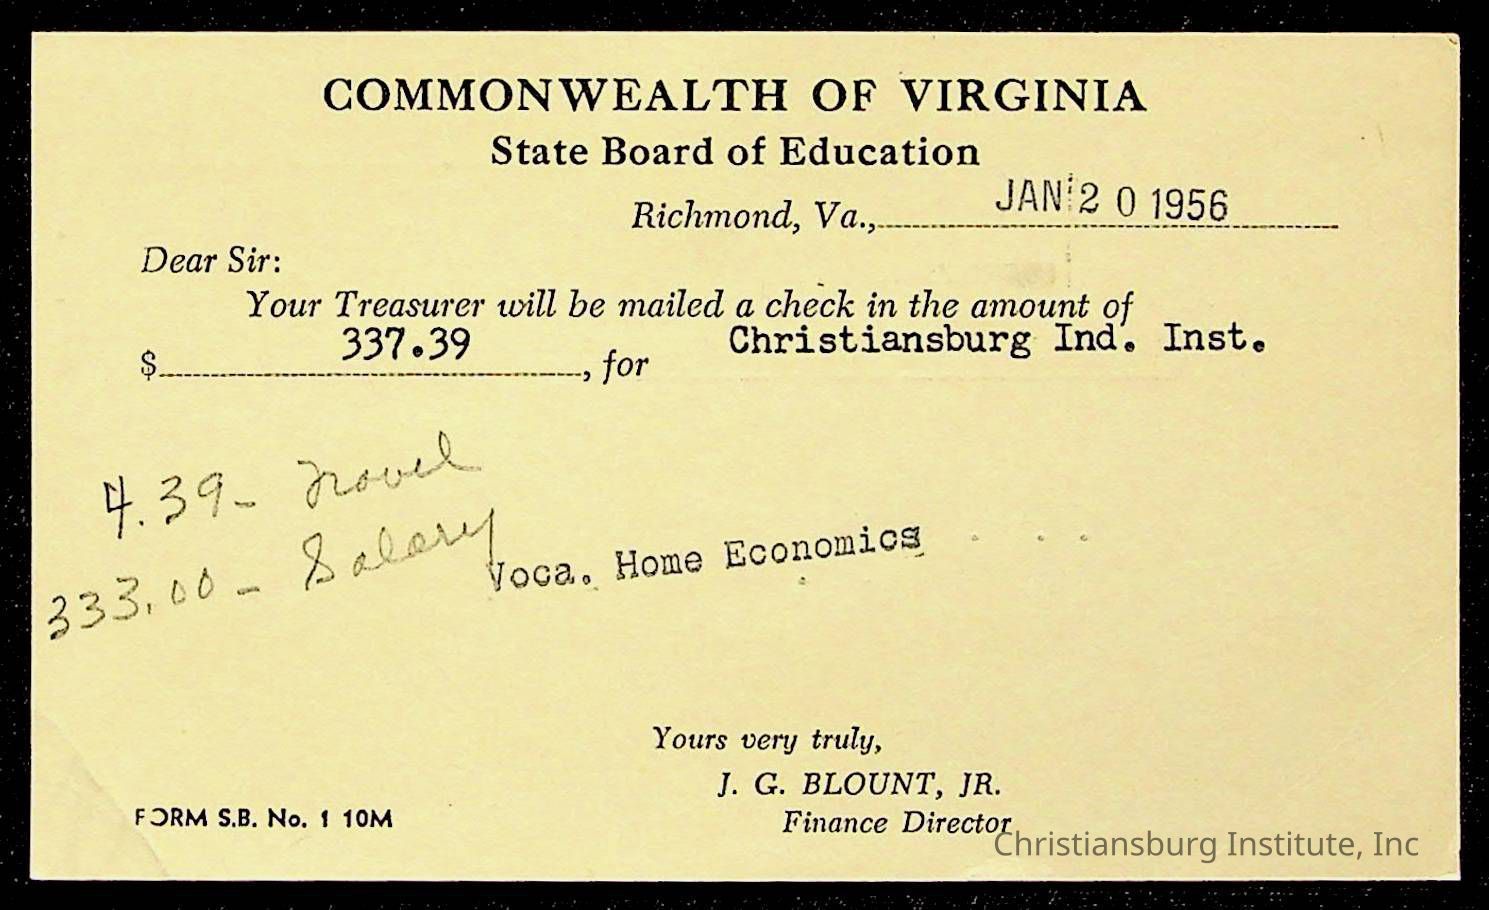 COMMONWEALTH OF VIRGINIA
State Board of Education
Richmond, Va., JAN 20 1956
Dear Sir:
Your Treasurer will be mailed a check in the amount of
$ 337.39, for Christiansburg Ind. Inst.
4.39 - Travel
333.00 - Salary
Voca. Home Economics
Yours very truly,
J. G. BLOUNT, JR.
Finance Director
FORM S.B. No. 1 10M
Christiansburg Institute, Inc